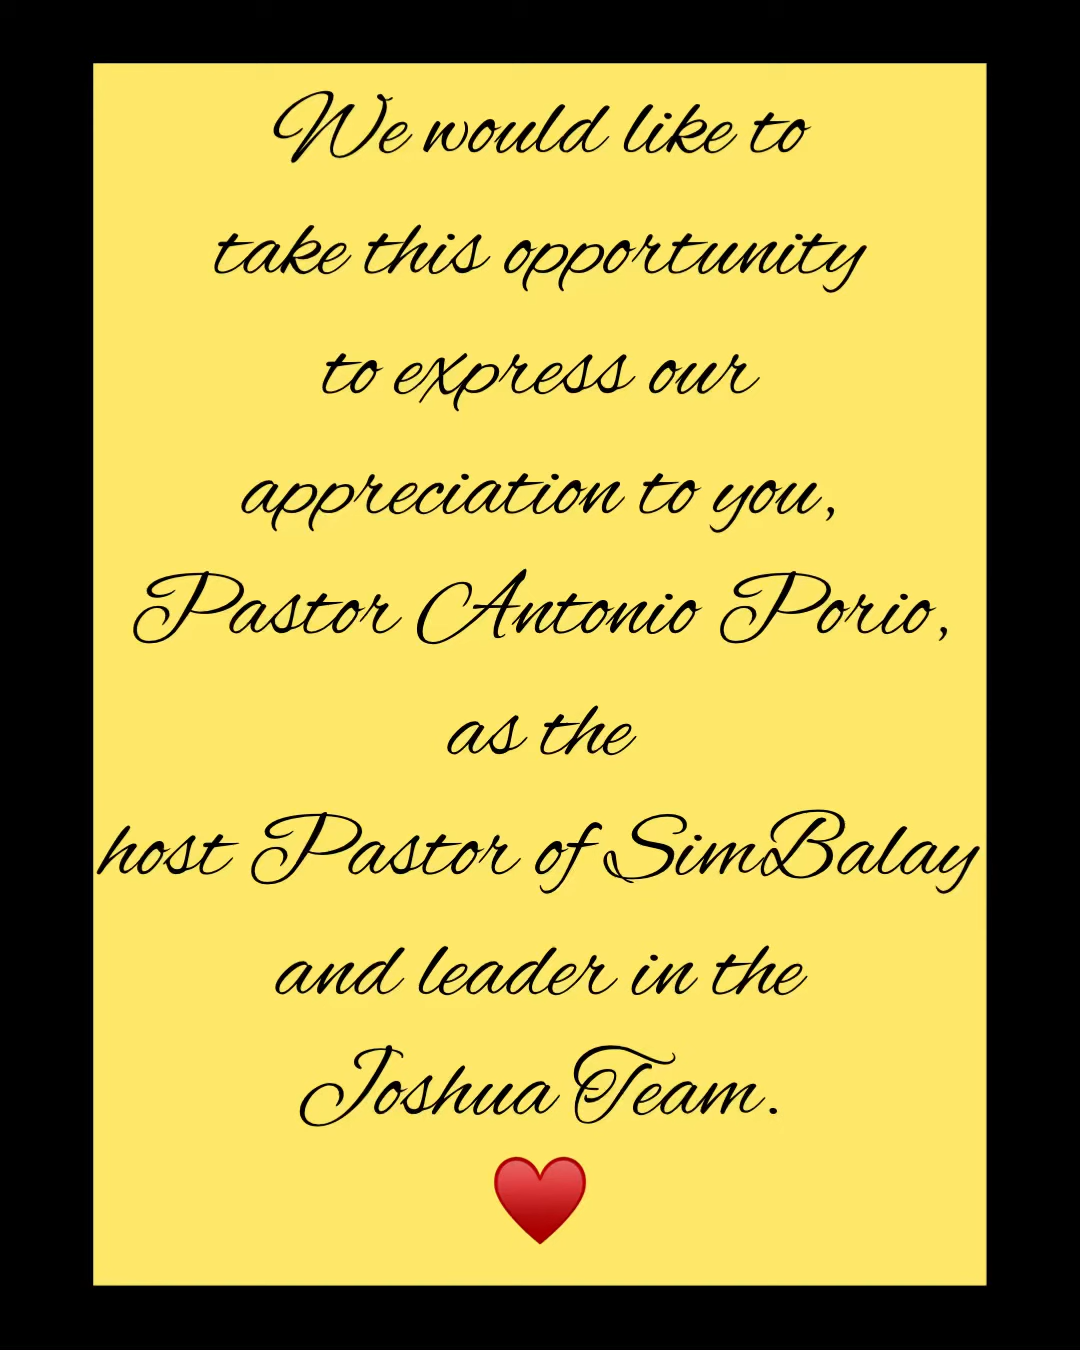 We would like to
take this opportunity
to express our
appreciation to you,
Pastor Antonio Porio,
as the
host Pastor of SimBalay
and leader in the
Joshua Team.